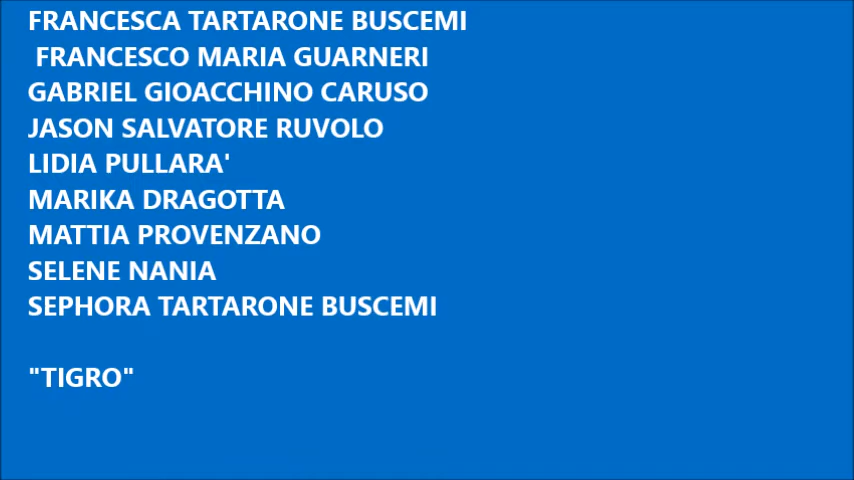 FRANCESCA TARTARONE BUSCEMI
FRANCESCO MARIA GUARNERI
GABRIEL GIOACCHINO CARUSO
JASON SALVATORE RUVOLO
LIDIA PULLARA'
MARIKA DRAGOTTA
MATTIA PROVENZANO
SELENE NANIA
SEPHORA TARTARONE BUSCEMI
"TIGRO"